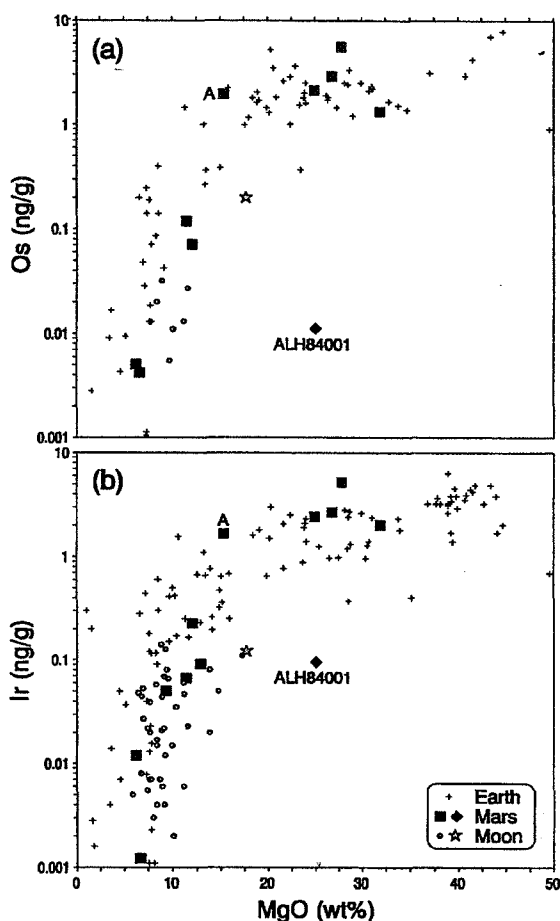 (a)
10
1
0.1
0.01
0.001
Os (ng/g)
A
ALH84001
(b)
10
1
0.1
0.01
0.001
Ir (ng/g)
A
ALH84001
Earth
Mars
Moon
0 10 20 30 40 50
MgO (wt%)